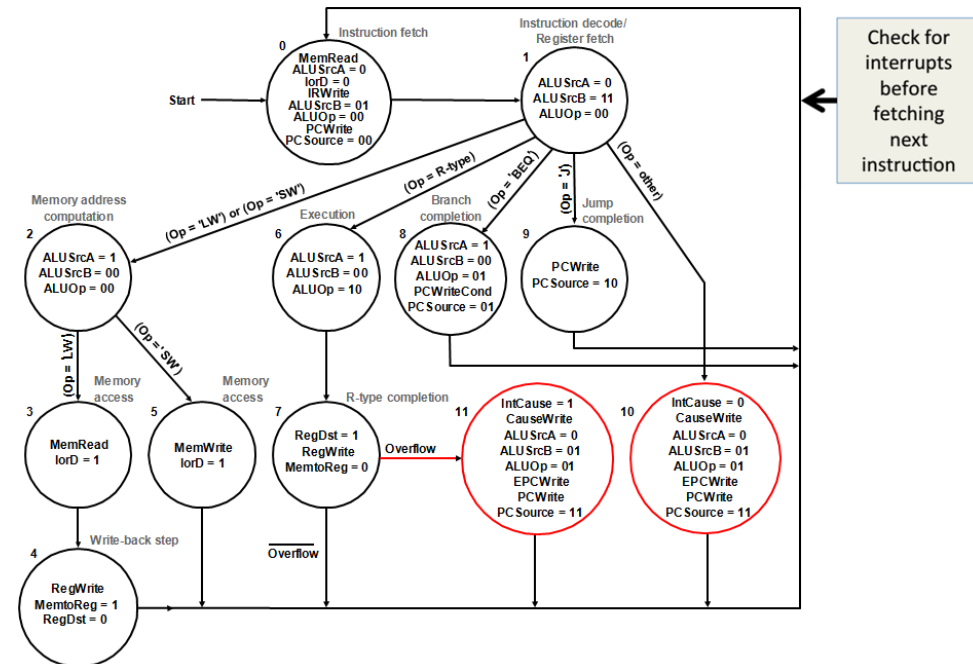 Instruction fetch
0
MemRead
ALUSrcA = 0
IorD = 0
IRWrite
ALUSrcB = 01
ALUOp = 00
PCWrite
PCSource = 00
Start
Instruction decode/
Register fetch
1
ALUSrcA = 0
ALUSrcB = 11
ALUOp = 00
Check for
interrupts
before
fetching
next
instruction
(Op = 'LW') or (Op = 'SW')
(Op = R-type)
(Op = 'BEQ')
(Op = 'J)
(Op = other)
Memory address
computation
2
ALUSrcA = 1
ALUSrcB = 00
ALUOp = 00
Execution
6
ALUSrcA = 1
ALUSrcB = 00
ALUOp = 10
Branch
completion
8
ALUSrcA = 1
ALUSrcB = 00
ALUOp = 01
PCWriteCond
PCSource = 01
Jump
completion
9
PCWrite
PCSource = 10
(Op = 'LW)
(Op ='SW)
Memory
access
3
MemRead
IorD = 1
Memory
access
5
MemWrite
IorD = 1
R-type completion
7
RegDst = 1
RegWrite
MemtoReg = 0
Overflow
Overflow
11
IntCause = 1
CauseWrite
ALUSrcA = 0
ALUSrcB = 01
ALUOp = 01
EPCWrite
PCWrite
PCSource = 11
10
IntCause = 0
CauseWrite
ALUSrcA = 0
ALUSrcB = 01
ALUOp = 01
EPCWrite
PCWrite
PCSource = 11
Write-back step
4
RegWrite
MemtoReg = 1
RegDst = 0